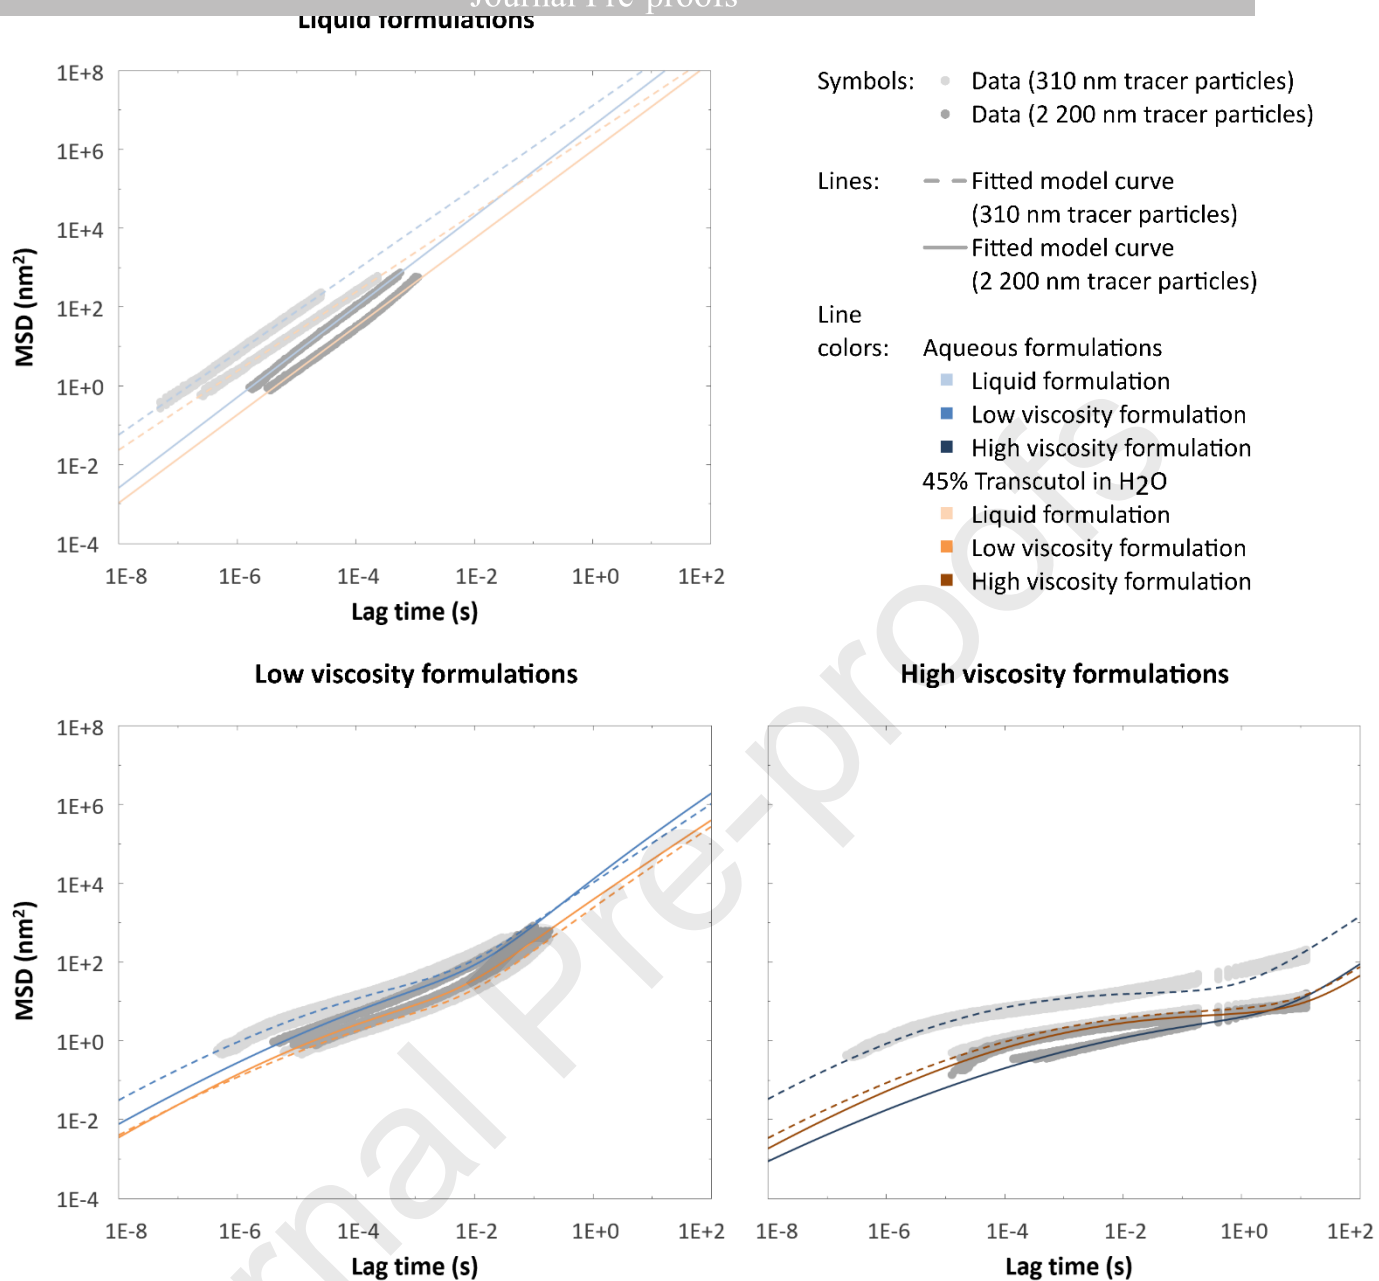 Journal Pre-proofs
Liquid formulations
1E+8
1E+6
1E+4
1E+2
1E+0
1E-2
1E-4
MSD (nm²)
1E-8 1E-6 1E-4 1E-2 1E+0 1E+2
Lag time (s)
Symbols: Data (310 nm tracer particles)
Data (2 200 nm tracer particles)
Lines: Fitted model curve
(310 nm tracer particles)
Fitted model curve
(2 200 nm tracer particles)
Line
colors: Aqueous formulations
Liquid formulation
Low viscosity formulation
High viscosity formulation
45% Transcutol in H2O
Liquid formulation
Low viscosity formulation
High viscosity formulation
Low viscosity formulations
1E+8
1E+6
1E+4
1E+2
1E+0
1E-2
1E-4
MSD (nm²)
1E-8 1E-6 1E-4 1E-2 1E+0 1E+2
Lag time (s)
High viscosity formulations
1E-8 1E-6 1E-4 1E-2 1E+0 1E+2
Lag time (s)
rnal Pre-proofs